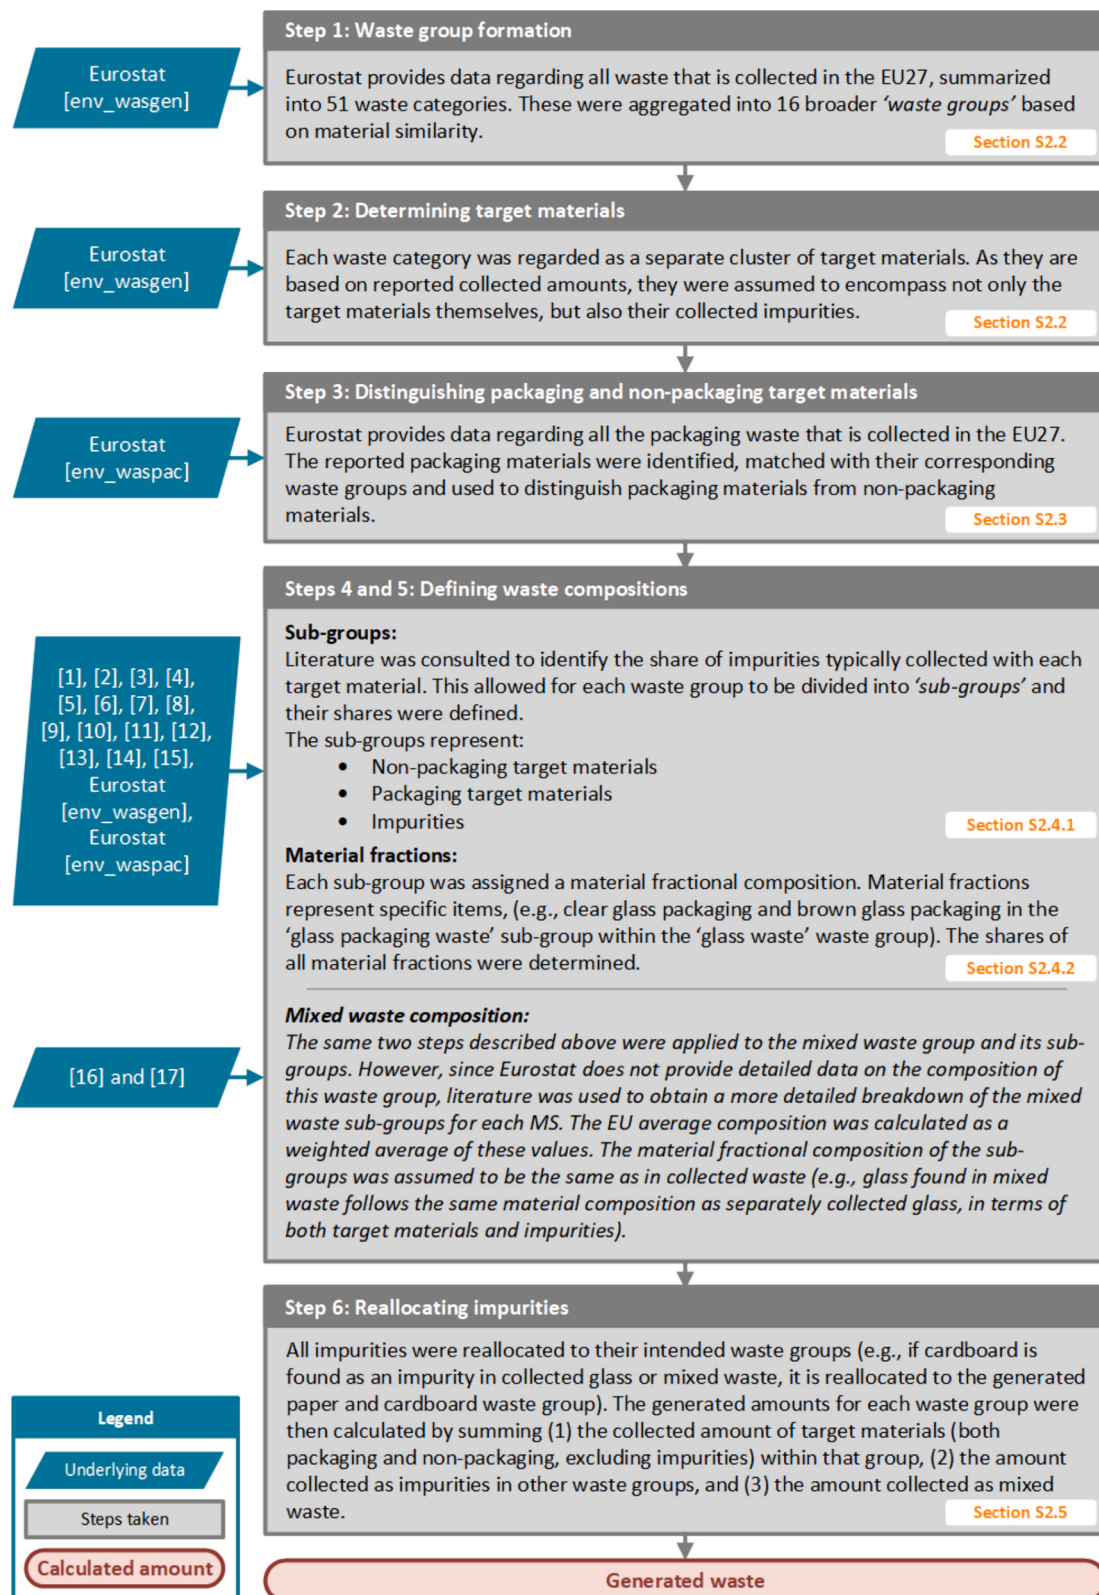 Eurostat
[env_wasgen]
Step 1: Waste group formation
Eurostat provides data regarding all waste that is collected in the EU27, summarized
into 51 waste categories. These were aggregated into 16 broader ‘waste groups’ based
on material similarity.
Section S2.2
Eurostat
[env_wasgen]
Step 2: Determining target materials
Each waste category was regarded as a separate cluster of target materials. As they are
based on reported collected amounts, they were assumed to encompass not only the
target materials themselves, but also their collected impurities.
Section S2.2
Eurostat
[env_waspac]
Step 3: Distinguishing packaging and non-packaging target materials
Eurostat provides data regarding all the packaging waste that is collected in the EU27.
The reported packaging materials were identified, matched with their corresponding
waste groups and used to distinguish packaging materials from non-packaging
materials.
Section S2.3
[1], [2], [3], [4],
[5], [6], [7], [8],
[9], [10], [11], [12],
[13], [14], [15],
Eurostat
[env_wasgen],
Eurostat
[env_waspac]
Steps 4 and 5: Defining waste compositions
Sub-groups:
Literature was consulted to identify the share of impurities typically collected with each
target material. This allowed for each waste group to be divided into ‘sub-groups’ and
their shares were defined.
The sub-groups represent:
• Non-packaging target materials
• Packaging target materials
• Impurities
Section S2.4.1
Material fractions:
Each sub-group was assigned a material fractional composition. Material fractions
represent specific items, (e.g., clear glass packaging and brown glass packaging in the
‘glass packaging waste’ sub-group within the ‘glass waste’ waste group). The shares of
all material fractions were determined.
Section S2.4.2
[16] and [17]
Mixed waste composition:
The same two steps described above were applied to the mixed waste group and its sub-
groups. However, since Eurostat does not provide detailed data on the composition of
this waste group, literature was used to obtain a more detailed breakdown of the mixed
waste sub-groups for each MS. The EU average composition was calculated as a
weighted average of these values. The material fractional composition of the sub-
groups was assumed to be the same as in collected waste (e.g., glass found in mixed
waste follows the same material composition as separately collected glass, in terms of
both target materials and impurities).
Step 6: Reallocating impurities
All impurities were reallocated to their intended waste groups (e.g., if cardboard is
found as an impurity in collected glass or mixed waste, it is reallocated to the generated
paper and cardboard waste group). The generated amounts for each waste group were
then calculated by summing (1) the collected amount of target materials (both
packaging and non-packaging, excluding impurities) within that group, (2) the amount
collected as impurities in other waste groups, and (3) the amount collected as mixed
waste.
Section S2.5
Legend
Underlying data
Steps taken
Calculated amount
Generated waste